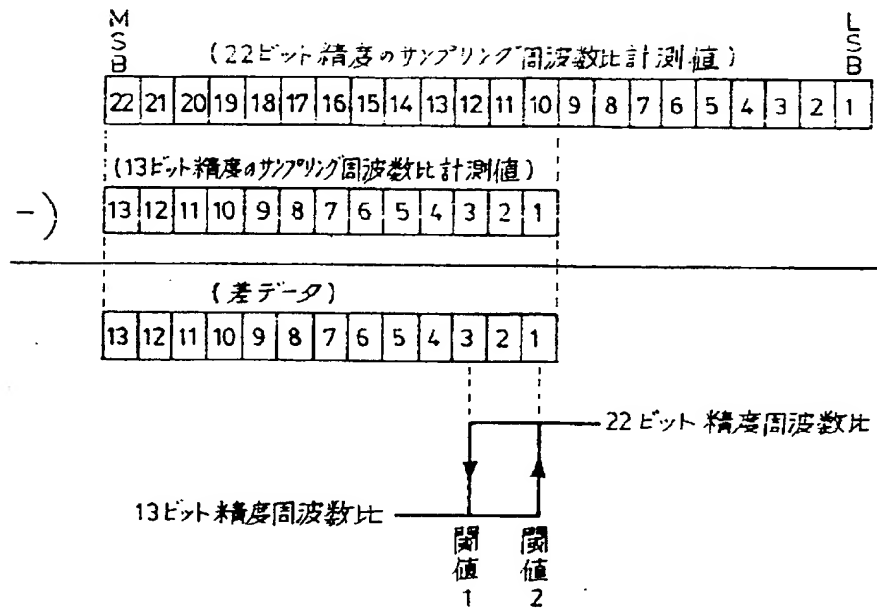 MSB
LSB
(22ビット精度のサンプリング周波数比計測値)
22 21 20 19 18 17 16 15 14 13 12 11 10 9 8 7 6 5 4 3 2 1
(13ビット精度のサンプリング周波数比計測値)
-)
13 12 11 10 9 8 7 6 5 4 3 2 1
(差データ)
13 12 11 10 9 8 7 6 5 4 3 2 1
22ビット精度周波数比
13ビット精度周波数比
閾値1
閾値2